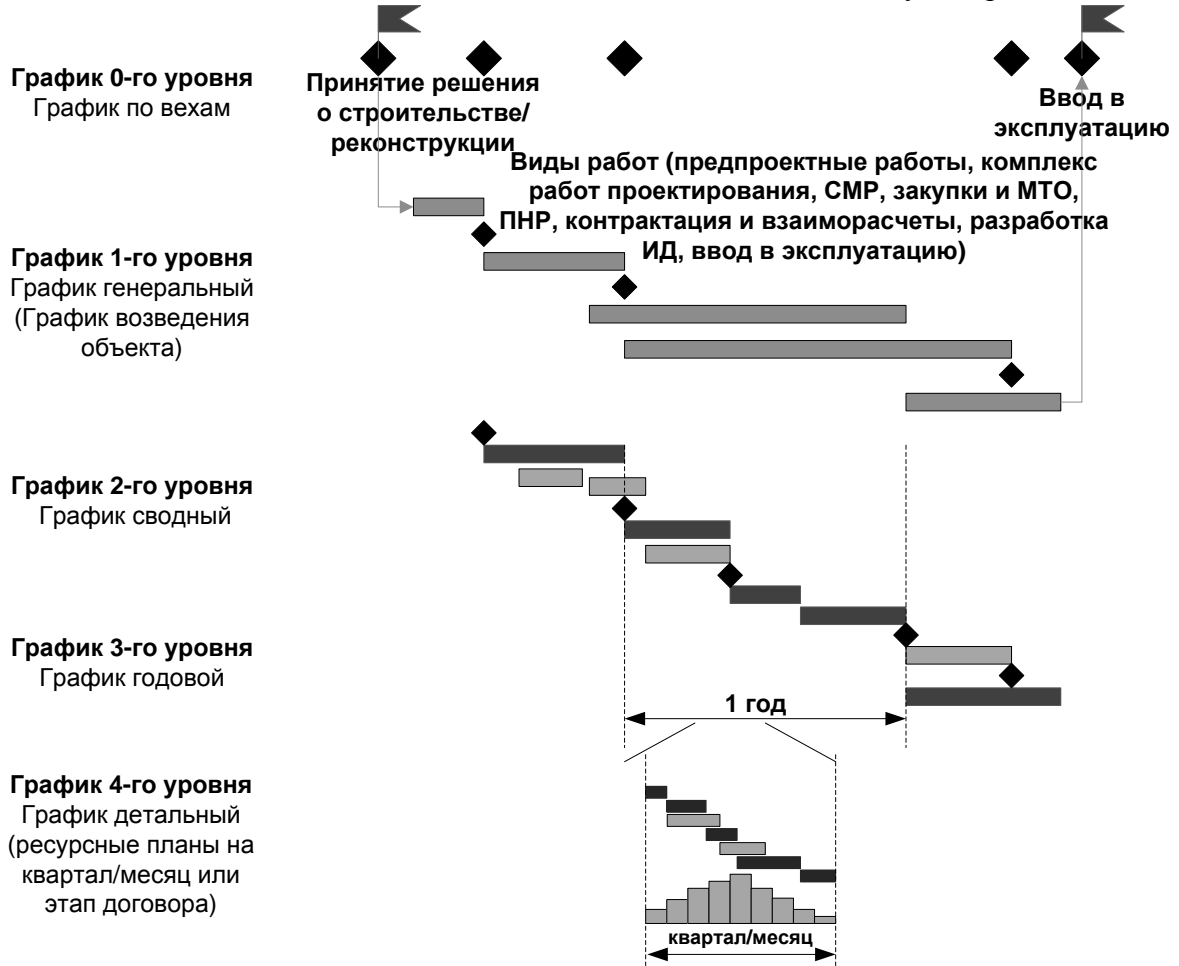 График 0-го уровня
График по вехам
Принятие решения
о строительстве/
реконструкции
Ввод в
эксплуатацию
Виды работ (предпроектные работы, комплекс
работ проектирования, СМР, закупки и МТО,
ПНР, контрактация и взаиморасчеты, разработка
ИД, ввод в эксплуатацию)
График 1-го уровня
График генеральный
(График возведения
объекта)
График 2-го уровня
График сводный
График 3-го уровня
График годовой
1 год
График 4-го уровня
График детальный
(ресурсные планы на
квартал/месяц или
этап договора)
квартал/месяц